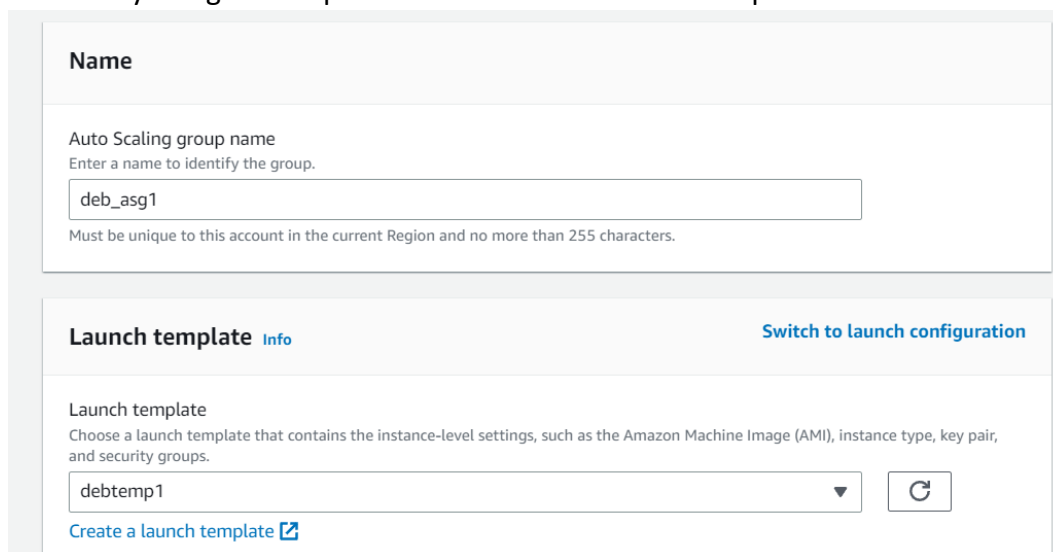 Name
Auto Scaling group name
Enter a name to identify the group.
deb_asg1
Must be unique to this account in the current Region and no more than 255 characters.
Launch template Info
Switch to launch configuration
Launch template
Choose a launch template that contains the instance-level settings, such as the Amazon Machine Image (AMI), instance type, key pair,
and security groups.
debtemp1
Create a launch template